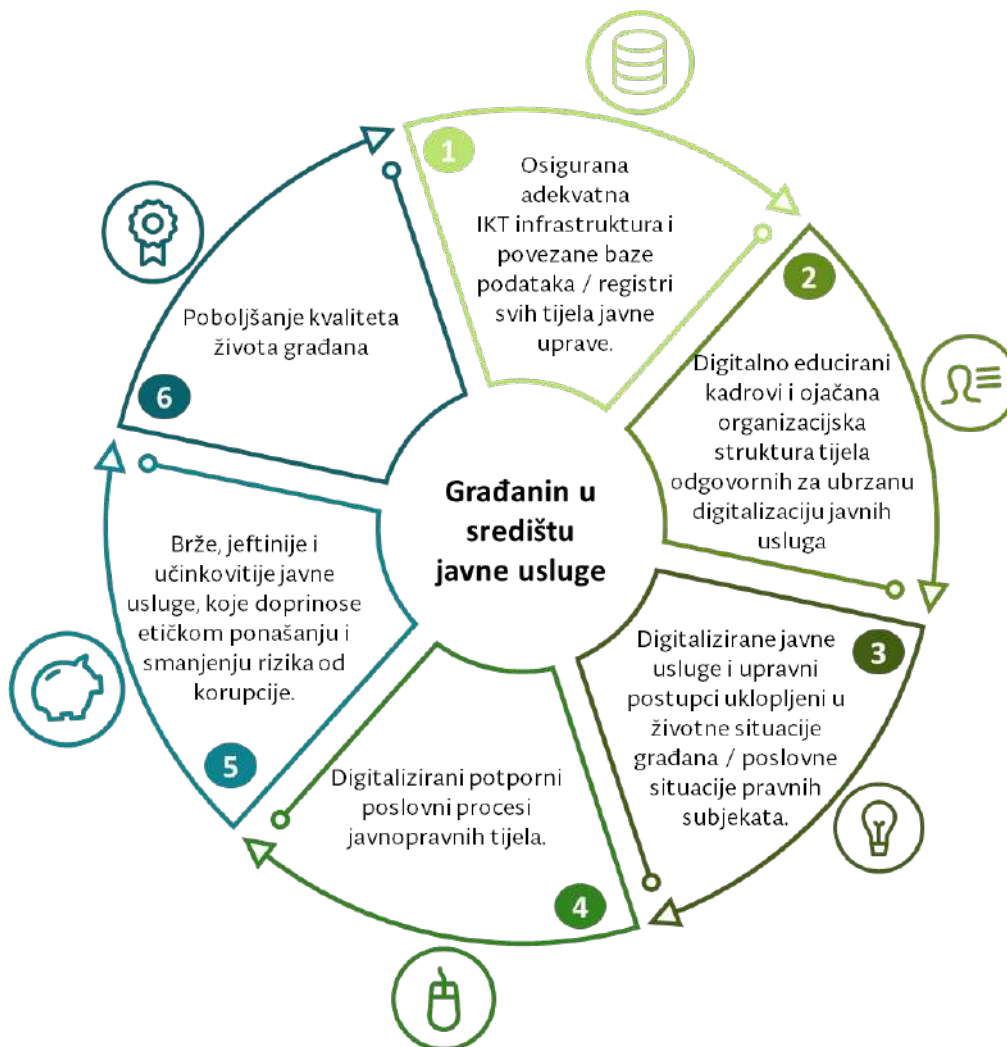 1
Osigurana
adekvatna
IKT infrastruktura i
povezane baze
podataka / registri
svih tijela javne
uprave.
2
Digitalno educirani
kadrovi i ojačana
organizacijska
struktura tijela
odgovornih za ubrzanu
digitalizaciju javnih
usluga
3
Digitalizirane javne
usluge i upravni
postupci uklopljeni u
životne situacije
građana / poslovne
situacije pravnih
subjekata.
4
Digitalizirani potporni
poslovni procesi
javnopravnih tijela.
5
Brže, jeftinije i
učinkovitije javne
usluge, koje doprinose
etičkom ponašanju i
smanjenju rizika od
korupcije.
6
Poboljšanje kvaliteta
života građana
Građanin u
središtu
javne usluge